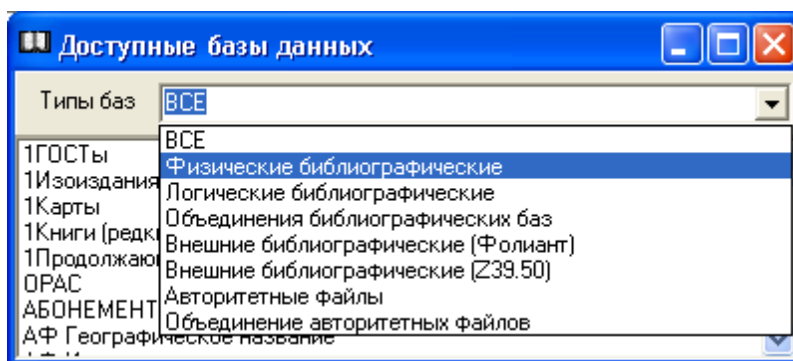 Доступные базы данных
Типы баз ВСЕ
ВСЕ
Физические библиографические
Логические библиографические
Объединения библиографических баз
Внешние библиографические (Фолиант)
Внешние библиографические (Z39.50)
Авторитетные файлы
Объединение авторитетных файлов
1ГОСТы
1Изоиздания
1Карты
1Книги (редк
1Продолжаю
OPAC
АБОНЕМЕНТ
АФ Географическое название